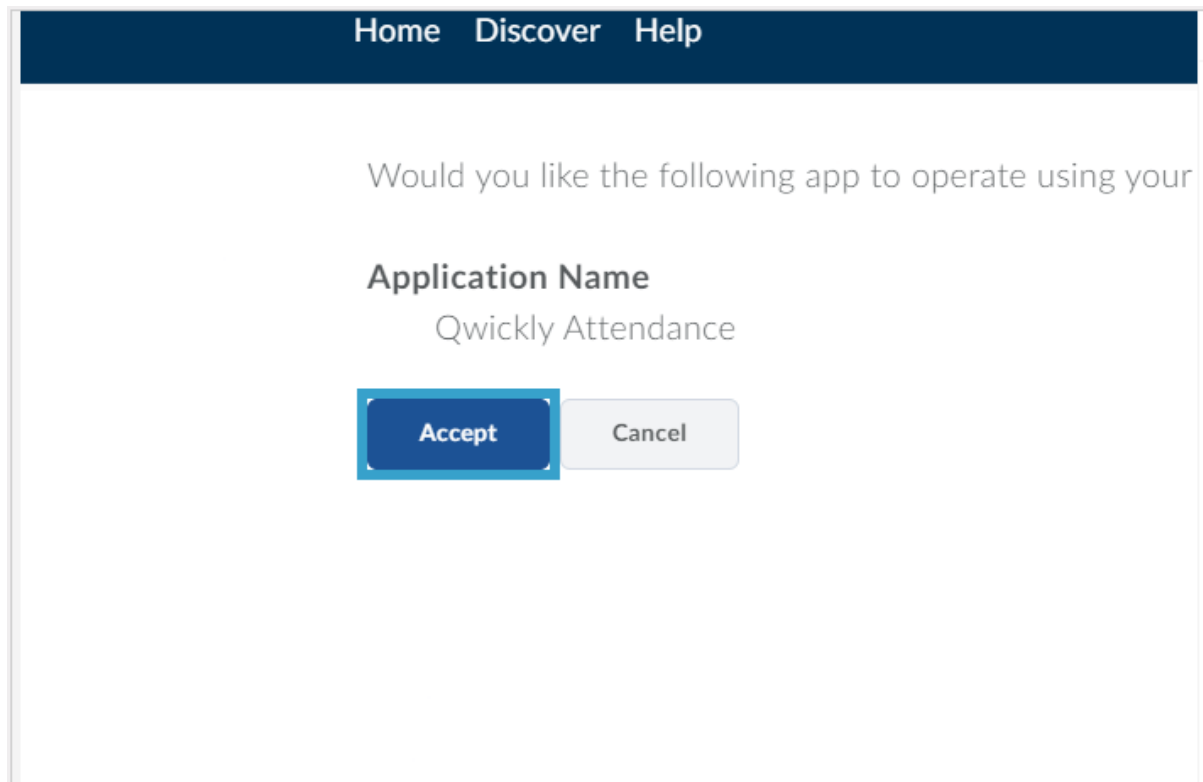 Home Discover Help
Would you like the following app to operate using your
Application Name
Qwickly Attendance
Accept Cancel